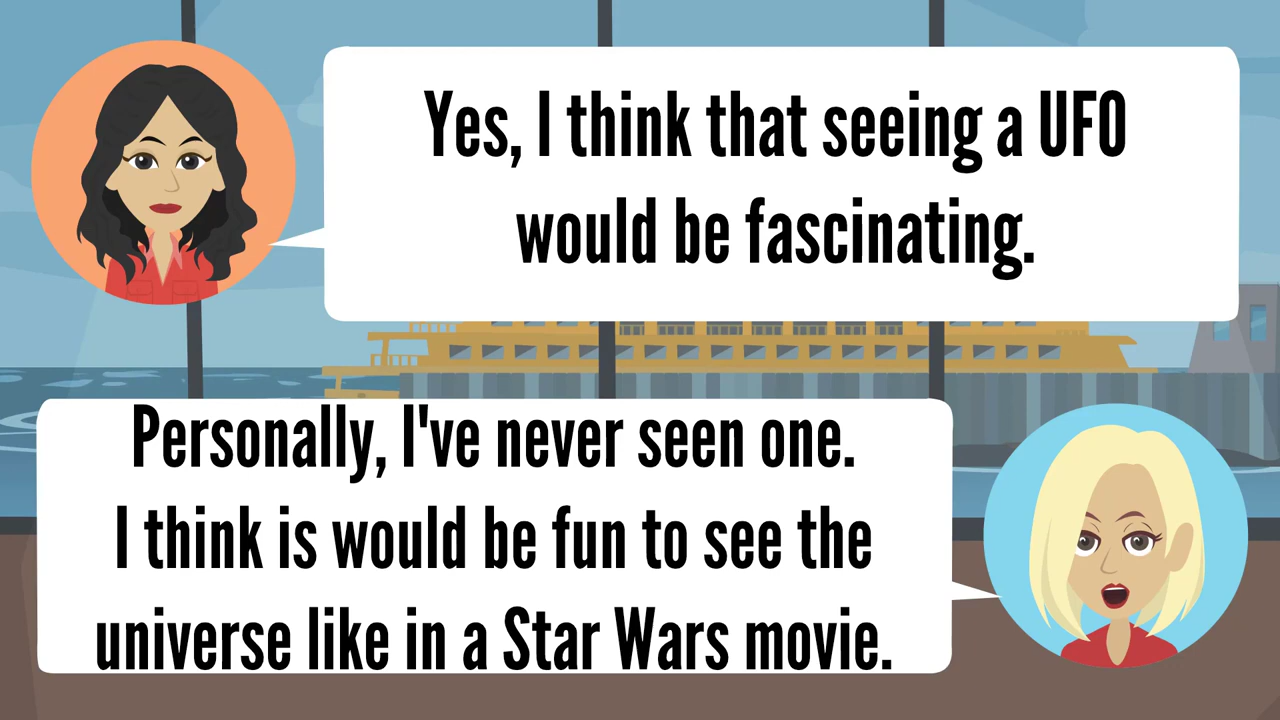 Yes, I think that seeing a UFO
would be fascinating.
Personally, I've never seen one.
I think is would be fun to see the
universe like in a Star Wars movie.